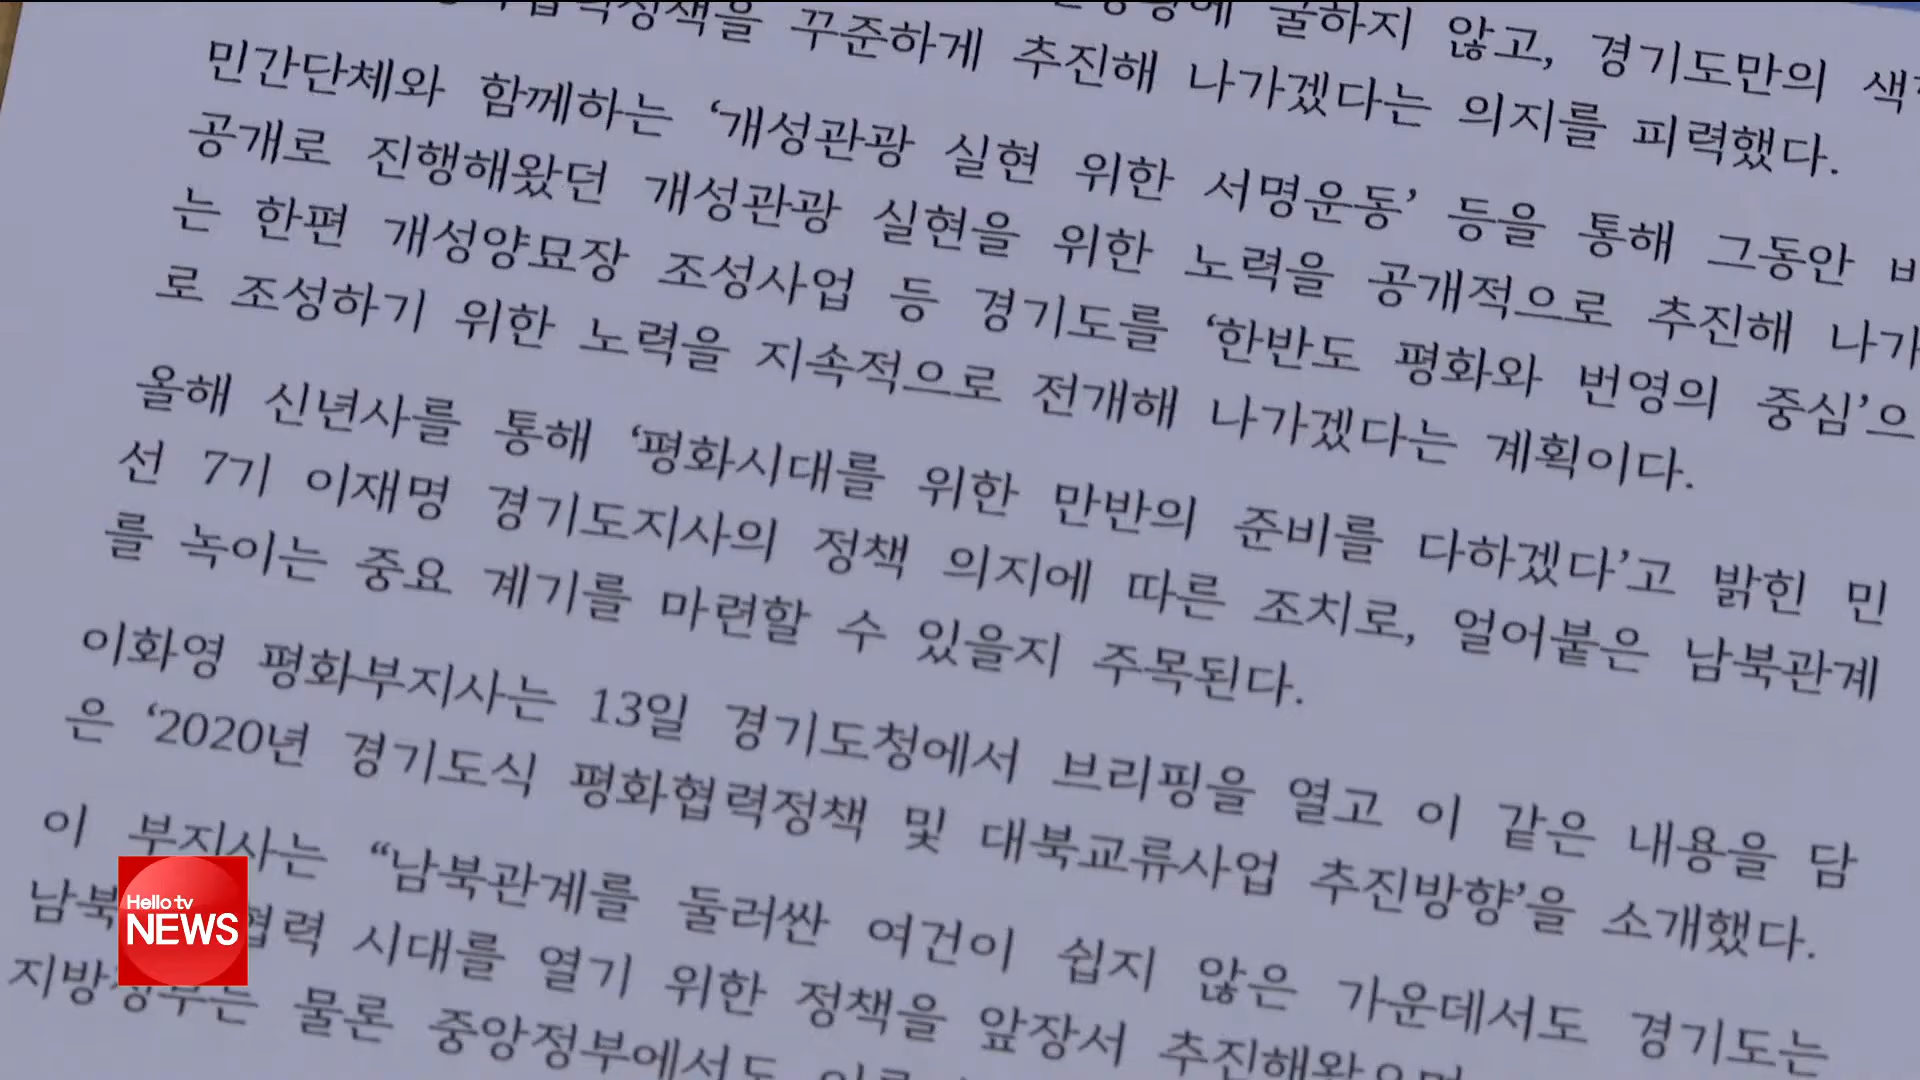 굴하지 않고, 경기도만의
꾸준하게 추진해 나가겠다는 의지를 피력했다.
민간단체와 함께하는 ‘개성관광 실현 위한 서명운동’ 등을 통해 그동안
공개로 진행해왔던 개성관광 실현을 위한 노력을 공개적으로 추진해 나가
는 한편 개성양묘장 조성사업 등 경기도를 ‘한반도 평화와 번영의 중심’으
로 조성하기 위한 노력을 지속적으로 전개해 나가겠다는 계획이다.
올해 신년사를 통해 ‘평화시대를 위한 만반의 준비를 다하겠다’고 밝힌 민
선 7기 이재명 경기도지사의 정책 의지에 따른 조치로, 얼어붙은 남북관계
를 녹이는 중요 계기를 마련할 수 있을지 주목된다.
이화영 평화부지사는 13일 경기도청에서 브리핑을 열고 이 같은 내용을 담
은 ‘2020년 경기도식 평화협력정책 및 대북교류사업 추진방향’을 소개했다.
이 부지사는 “남북관계를 둘러싼 여건이 쉽지 않은 가운데서도 경기도는
협력 시대를 열기 위한 정책을 앞장서 추진해왔으며
물론 중앙정부에서도
Hello tv
NEWS